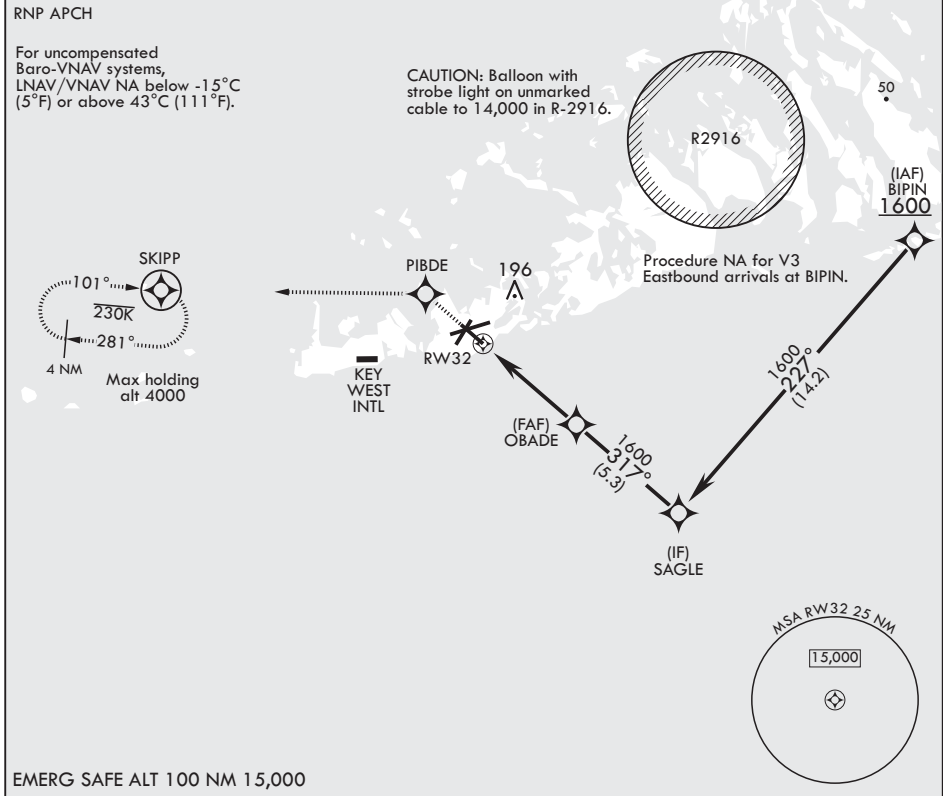 RNP APCH
For uncompensated
Baro-VNAV systems,
LNAV/VNAV NA below -15°C
(5°F) or above 43°C (111°F).
CAUTION: Balloon with
strobe light on unmarked
cable to 14,000 in R-2916.
R2916
50
(IAF)
BIPIN
1600
Procedure NA for V3
Eastbound arrivals at BIPIN.
SKIPP
101°
230K
281°
4 NM
Max holding
alt 4000
PIBDE
196
RW32
KEY
WEST
INTL
1600
227°
(14.2)
(FAF)
OBADE
1600
317°
(5.3)
(IF)
SAGLE
MSA RW32 25 NM
15,000
EMERG SAFE ALT 100 NM 15,000